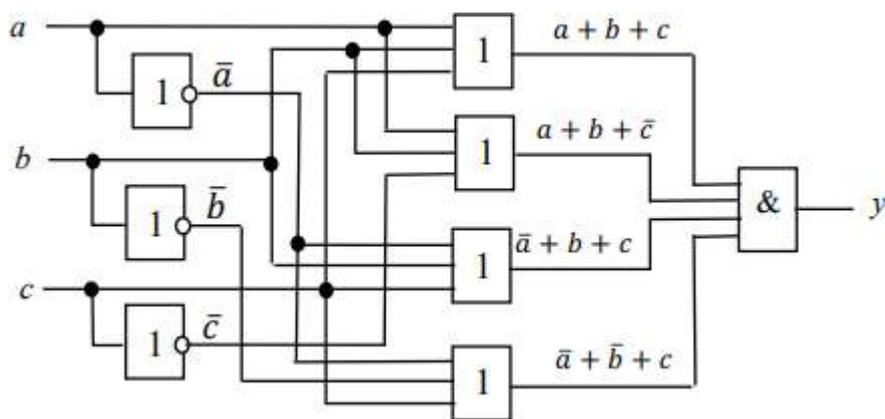 a
1
ā
b
1
b̄
c
1
c̄
1
a + b + c
1
a + b + c̄
1
ā + b + c
1
ā + b̄ + c
&
y